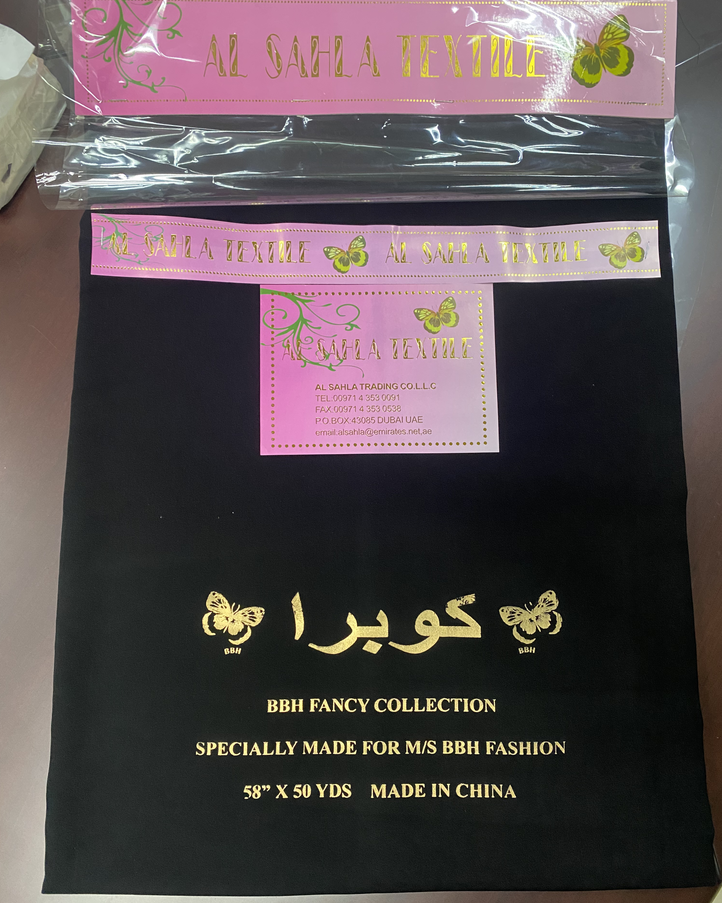 AL SAHLA TEXTILE
AL SAHLA TEXTILE AL SAHLA TEXTILE
AL SAHLA TEXTILE
AL SAHLA TRADING CO.L.L.C
TEL:00971 4 353 0091
FAX:00971 4 353 0538
P.O.BOX:43085 DUBAI UAE
email:alsahla@emirates.net,ae
كوبرا
BBH BBH
BBH FANCY COLLECTION
SPECIALLY MADE FOR M/S BBH FASHION
58” X 50 YDS MADE IN CHINA